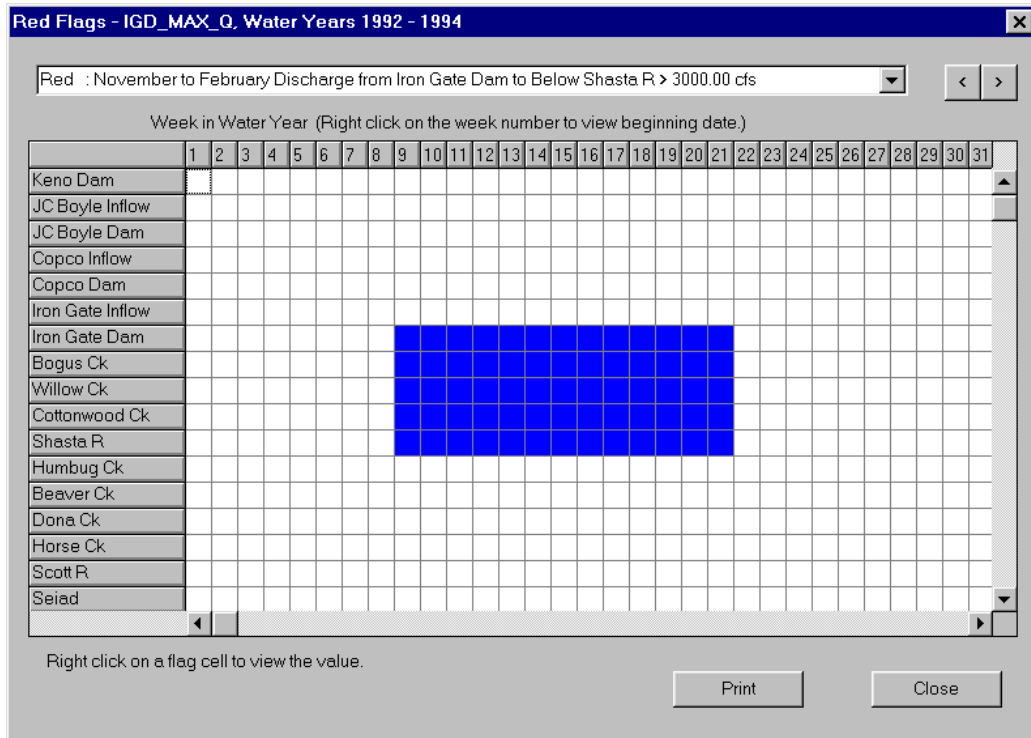 Red Flags - IGD_MAX_Q, Water Years 1992 - 1994
Red : November to February Discharge from Iron Gate Dam to Below Shasta R > 3000.00 cfs
< >
Week in Water Year (Right click on the week number to view beginning date.)
1 2 3 4 5 6 7 8 9 10 11 12 13 14 15 16 17 18 19 20 21 22 23 24 25 26 27 28 29 30 31
Keno Dam
JC Boyle Inflow
JC Boyle Dam
Copco Inflow
Copco Dam
Iron Gate Inflow
Iron Gate Dam
Bogus Ck
Willow Ck
Cottonwood Ck
Shasta R
Humbug Ck
Beaver Ck
Dona Ck
Horse Ck
Scott R
Seiad
Right click on a flag cell to view the value.
Print Close